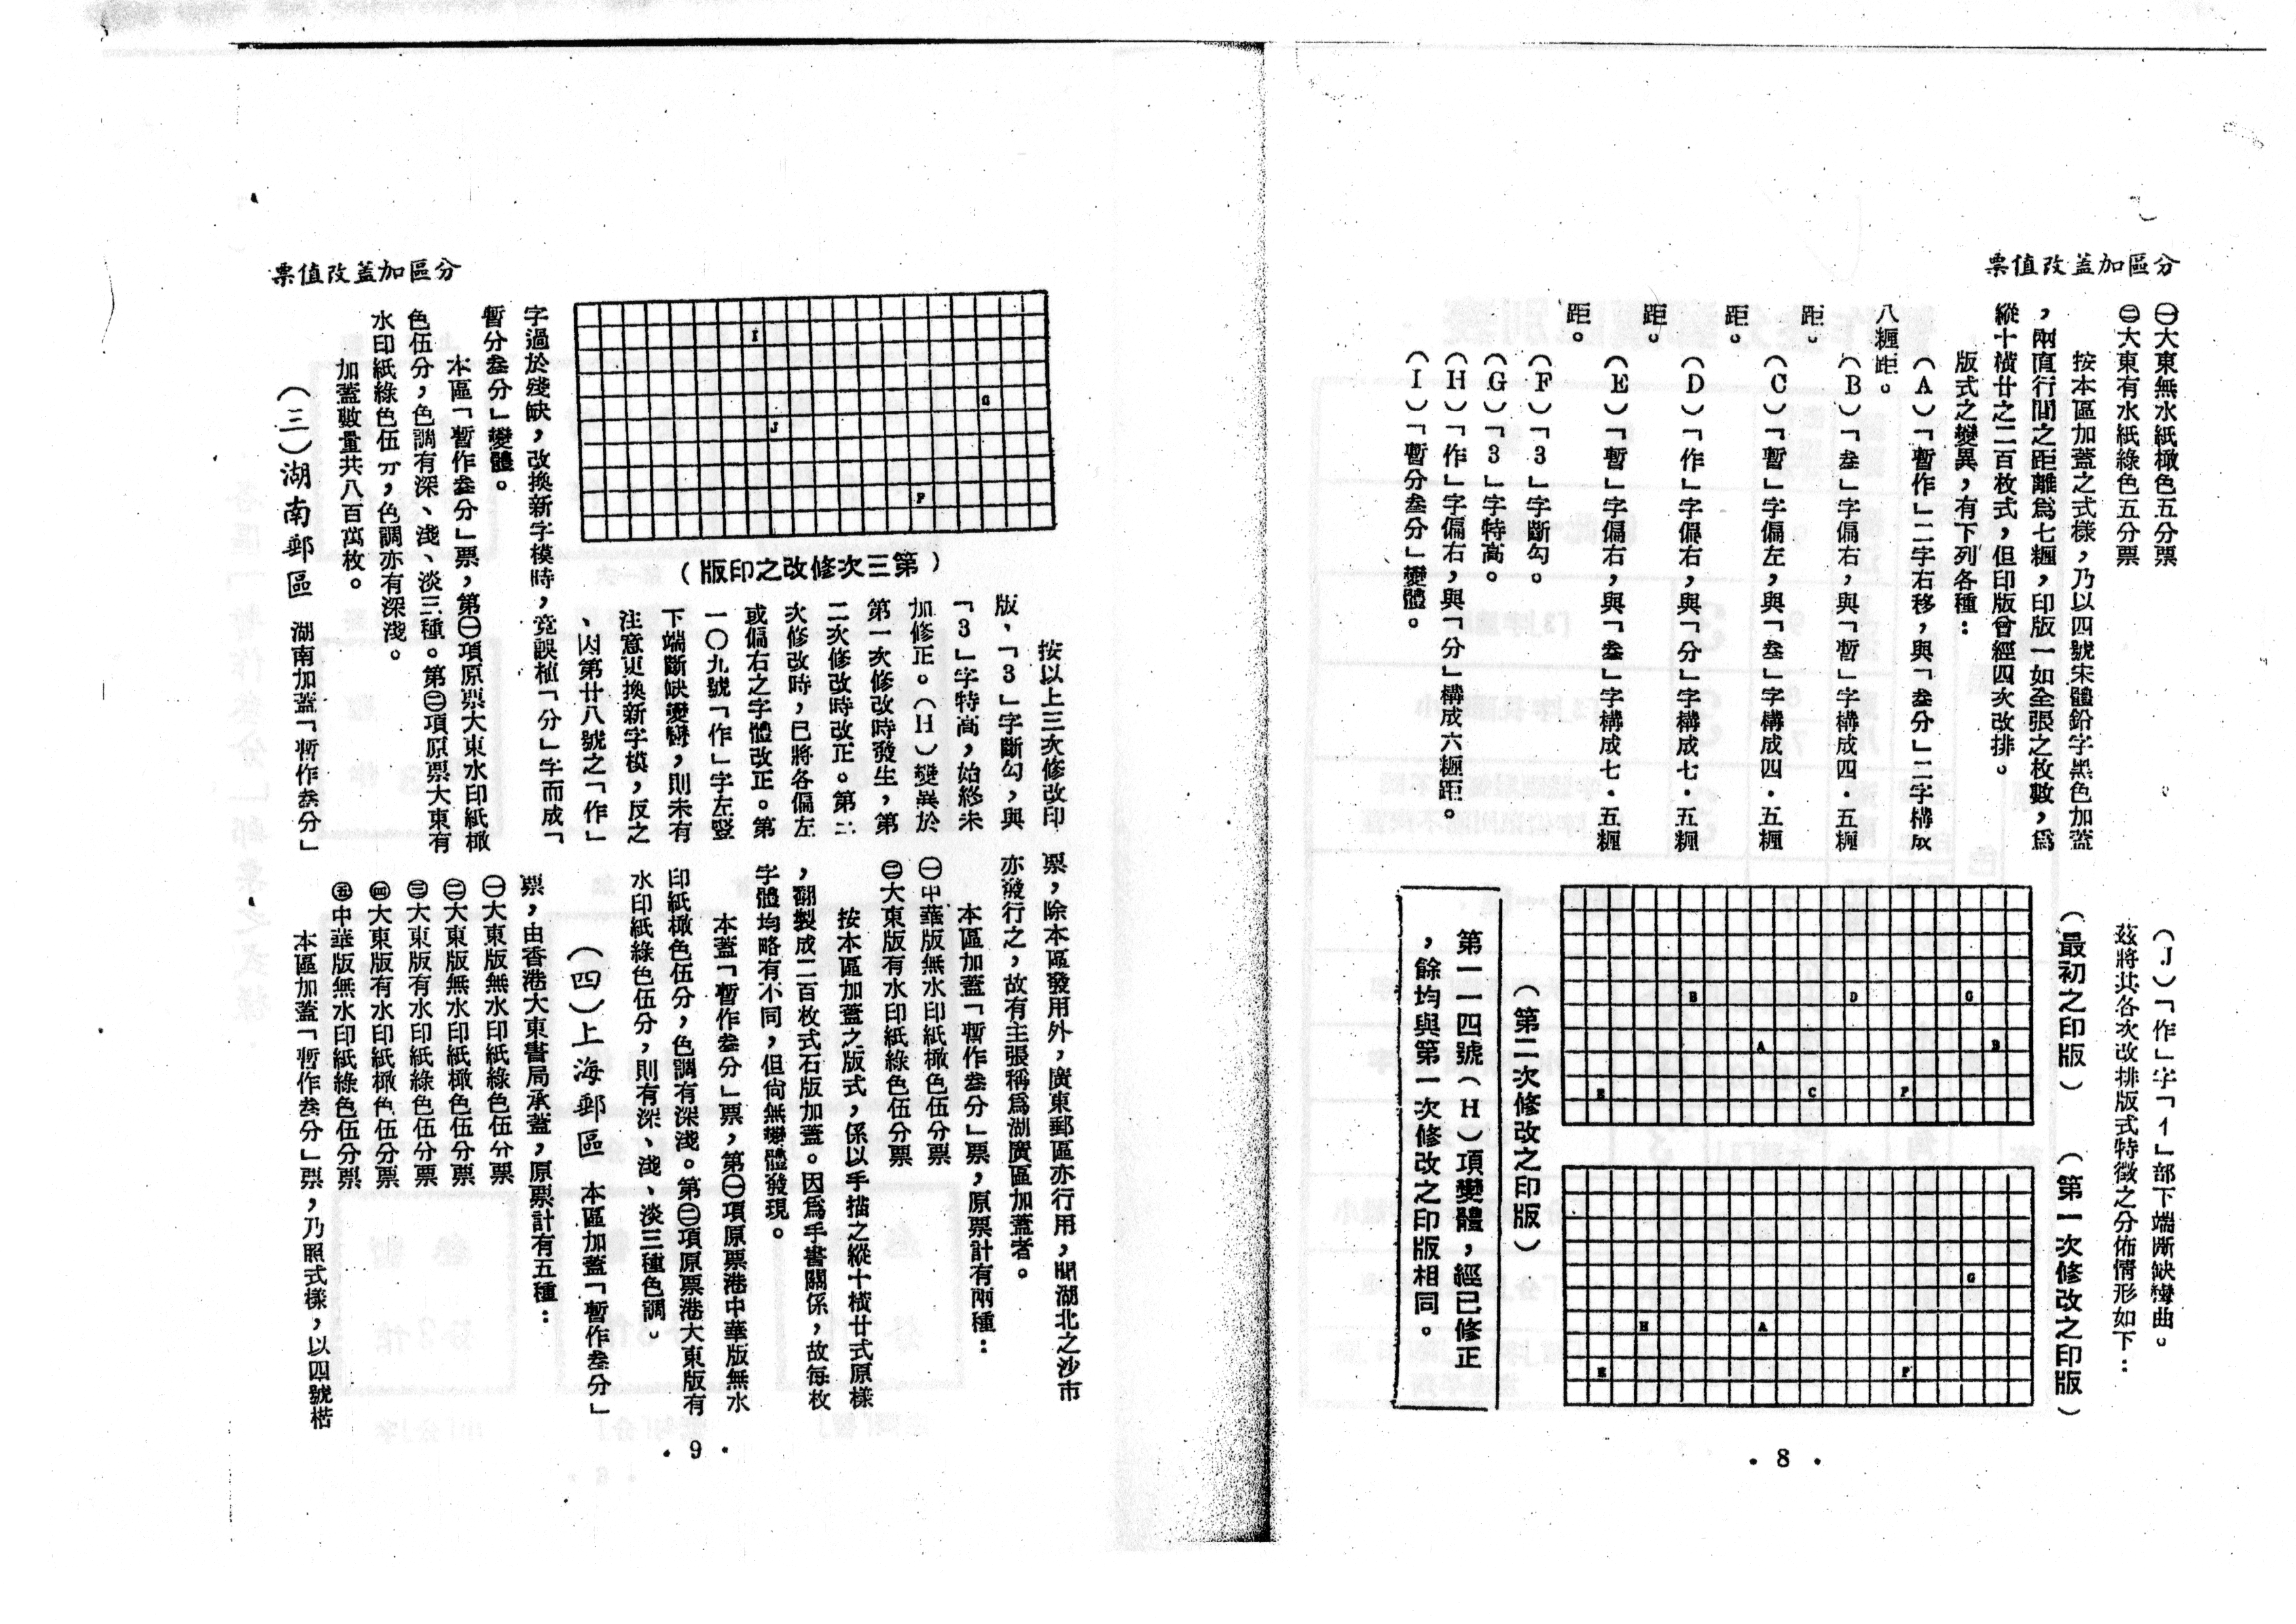 分區加蓋改值票
㊀大東無水紙橄色五分票
㊁大東有水紙綠色五分票
按本區加蓋之式樣,乃以四號宋體鉛字黑色加蓋
,兩直行間之距離爲七糎,印版一如全張之枚數,爲
縱十橫廿之二百枚式,但印版曾經四次改排。
版式之變異,有下列各種:
(A)「暫作」二字右移,與「叁分」二字構成
八糎距。
(B)「叁」字偏右,與「暫」字構成四.五糎
距。
(C)「暫」字偏左,與「叁」字構四.五糎
距。
(D)「作」字偏右,與「分」字構成七.五糎
距。
(E)「暫」字偏右,與「叁」字構成七.五糎
距。
(F)「3」字斷勾。
(G)「3」字特高。
(H)「作」字偏右,與「分」構成六糎距。
(I)「暫分叁分」變體。
(J)「作」字「亻」部下端斷缺彎曲。
茲將其各次改排版式特徵之分佈情形如下:
(最初之印版)
B D G
A B
E C F
(第一次修改之印版)
G
H A
E F
(第二次修改之印版)
第一一四號(H)項變體,經已修正
,餘均與第一次修改之印版相同。
• 8 •
分區加蓋改值票
I
G
J
F
(第三次修改之印版)
按以上三次修改印
版、「3」字斷勾,與
「3」字特高,始終未
加修正。(H)變異於
第一次修改時發生,第
二次修改時改正。第二
次修改時,已將各偏左
或偏右之字體改正。第
一〇九號「作」字左豎
下端斷缺變彎,則未有
注意更換新字模,反之
、因第廿八號之「作」
字過於殘缺,改換新字模時,竟誤植「分」字而成「
暫分叁分」變體。
本區「暫作叁分」票,第㊀項原票大東水印紙橄
色伍分,色調有深、淺、淡三種。第㊁項原票大東有
水印紙綠色伍分,色調亦有深淺。
加蓋數量共八百萬枚。
(三)湖南郵區 湖南加蓋「暫作叁分」
票,除本區發用外,廣東郵區亦行用,聞湖北之沙市
亦發行之,故有主張稱爲湖廣區加蓋者。
本區加蓋「暫作叁分」票,原票計有兩種:
㊀中華版無水印紙橄色伍分票
㊁大東版有水印紙綠色伍分票
按本區加蓋之版式,係以手描之縱十橫廿式原樣
,翻製成二百枚式石版加蓋。因爲手書關係,故每枚
字體均略有不同,但尙無變體發現。
本蓋「暫作叁分」票,第㊀項原票港中華版無水
印紙橄色伍分,色調有深淺。第㊁項原票港大東版有
水印紙綠色伍分,則有深、淺、淡三種色調。
(四)上海郵區 本區加蓋「暫作叁分」
票,由香港大東書局承蓋,原票計有五種:
㊀大東版無水印紙綠色伍分票
㊁大東版無水印紙橄色伍分票
㊂大東版有水印紙綠色伍分票
㊃大東版有水印紙橄色伍分票
㊄中華版無水印紙綠色伍分票
本區加蓋「暫作叁分」票,乃照式樣,以四號楷
• 9 •